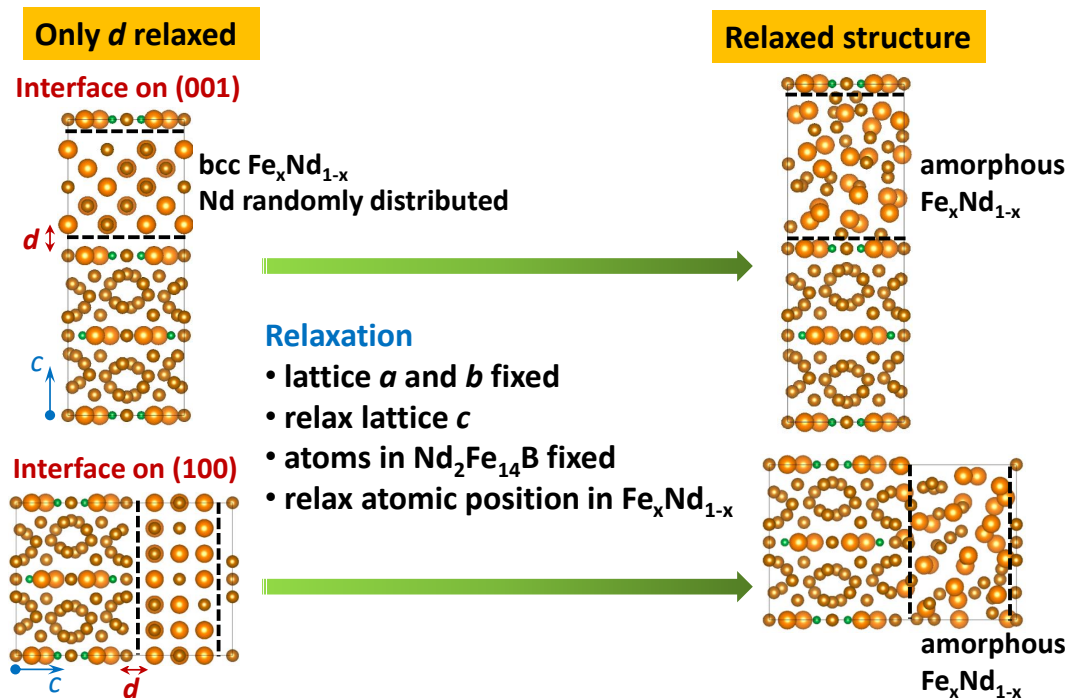 Only d relaxed
Relaxed structure
Interface on (001)
bcc FeₓNd₁₋ₓ
Nd randomly distributed
amorphous
FeₓNd₁₋ₓ
d
c
Relaxation
• lattice a and b fixed
• relax lattice c
• atoms in Nd₂Fe₁₄B fixed
• relax atomic position in FeₓNd₁₋ₓ
Interface on (100)
c
d
amorphous
FeₓNd₁₋ₓ